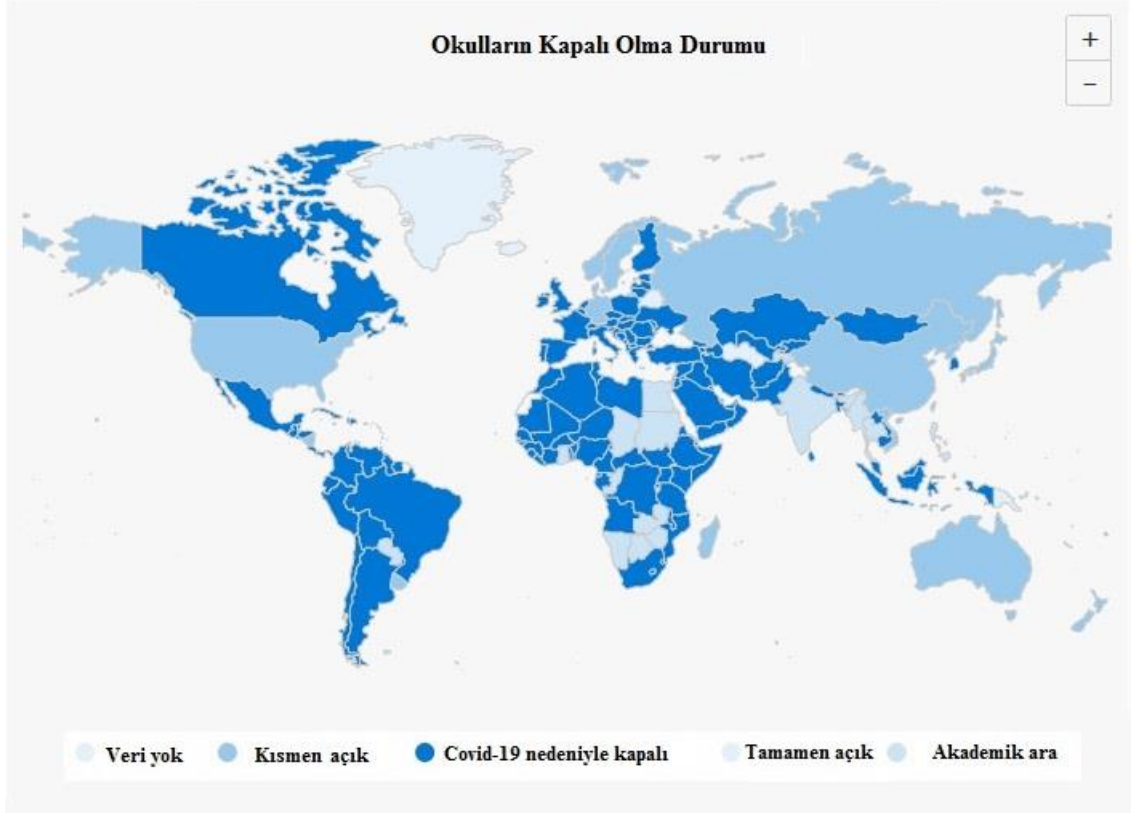 Okulların Kapalı Olma Durumu
+
−
Veri yok Kısmen açık Covid-19 nedeniyle kapalı Tamamen açık Akademik ara